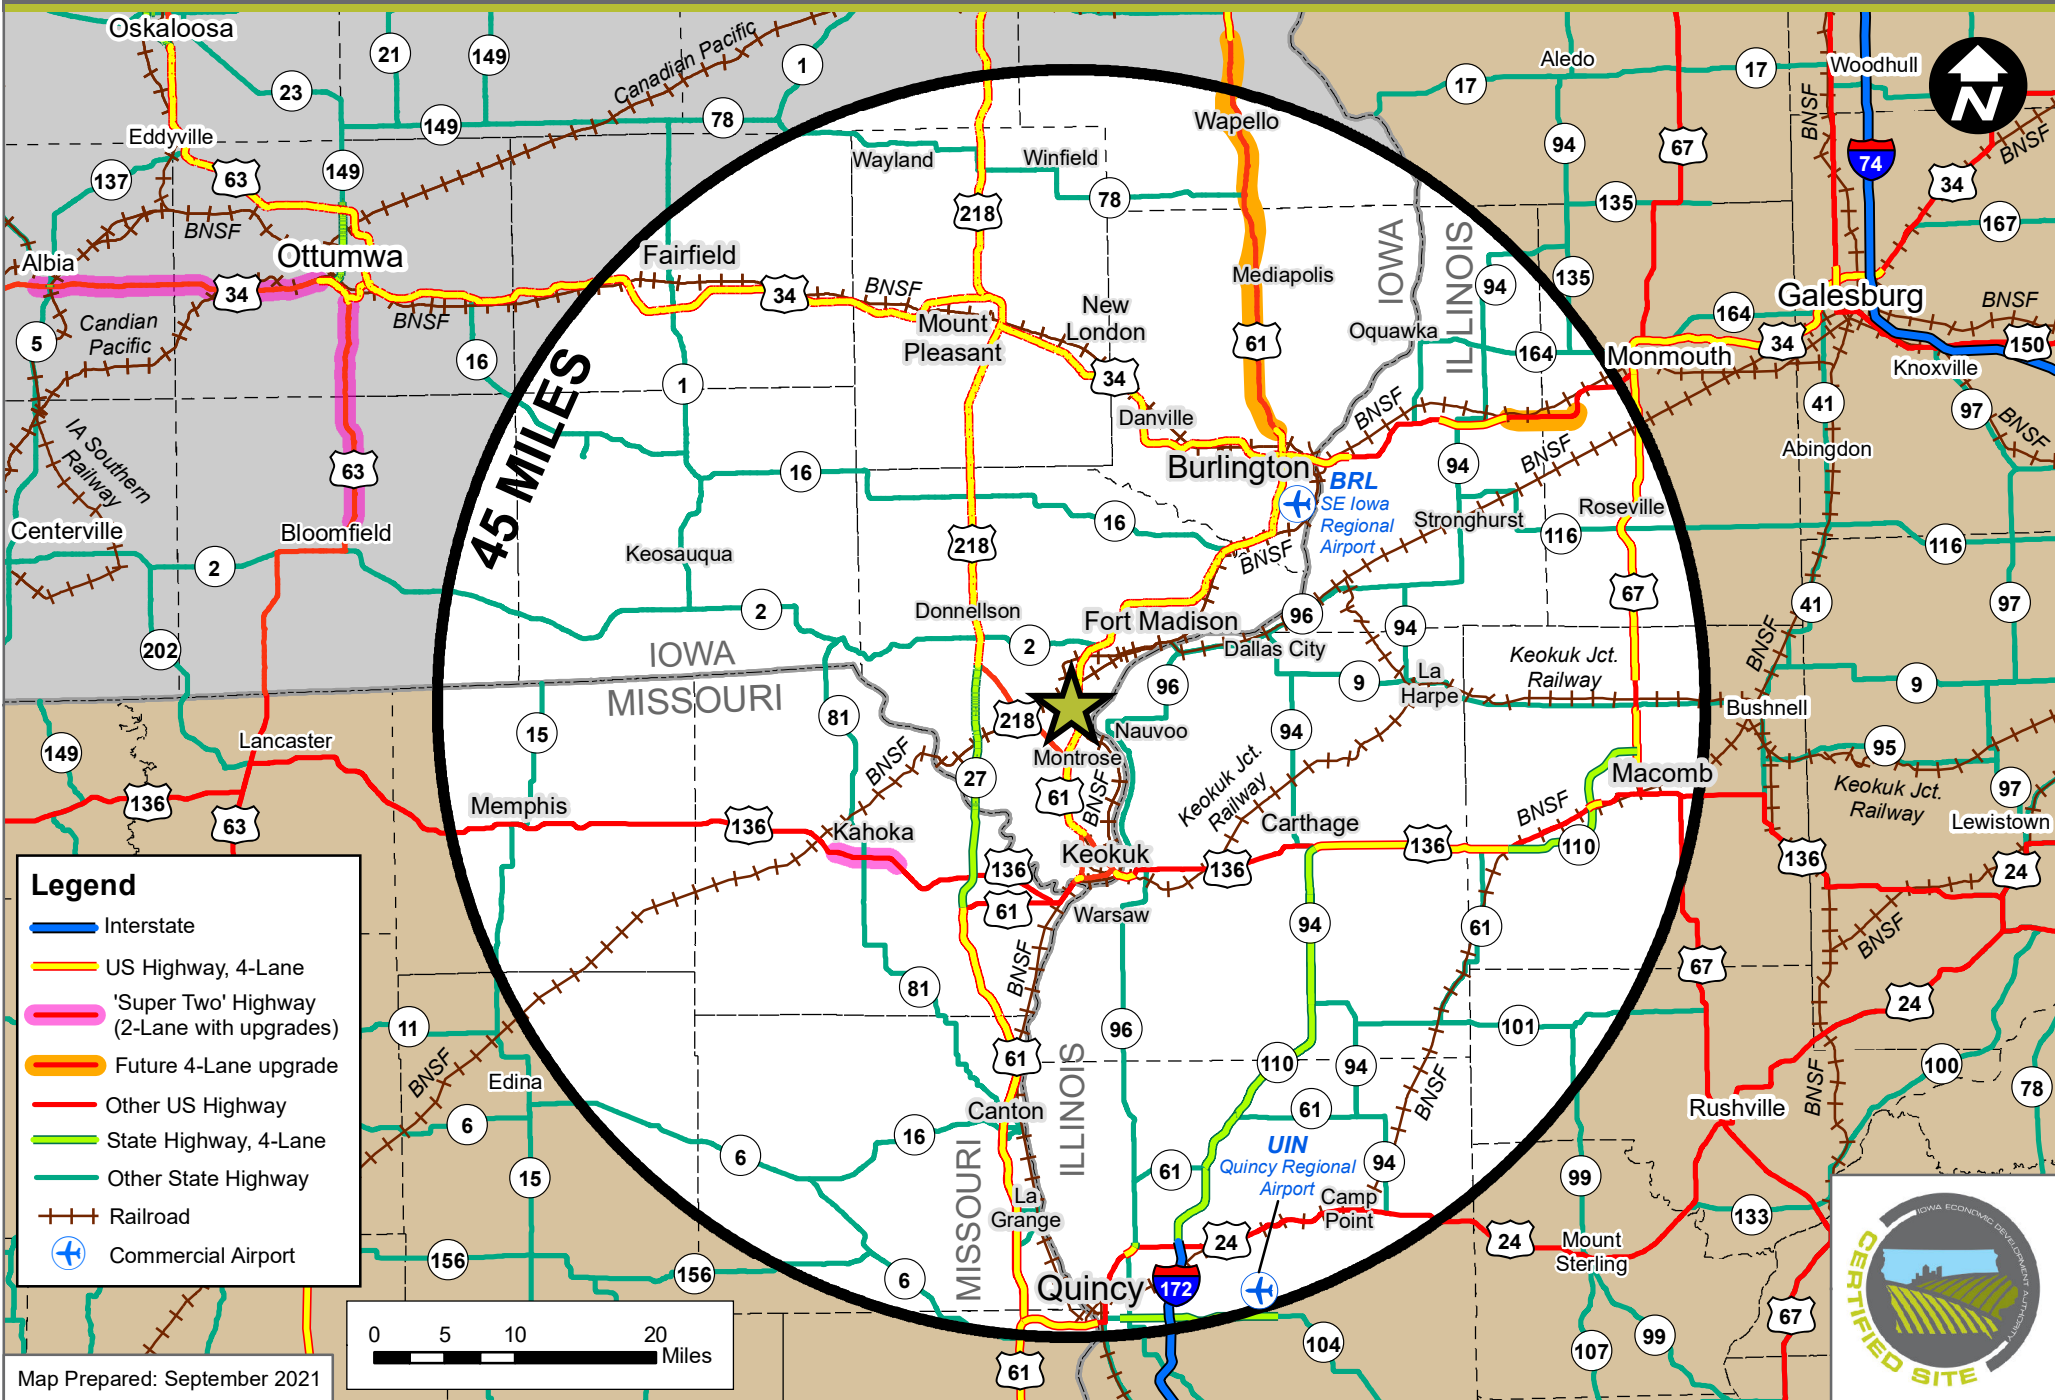 Oskaloosa
21
149
1
Canadian Pacific
23
149
78
Eddyville
137
63
149
BNSF
Albia
Ottumwa
34
BNSF
Candian
Pacific
5
16
IA Southern
Railway
63
Centerville
Bloomfield
2
202
149
Lancaster
136
63
45 MILES
Wayland
Winfield
Wapello
218
78
Fairfield
34
BNSF
Mount
Pleasant
New
London
Mediapolis
61
34
Danville
Burlington
BRL
SE Iowa
Regional
Airport
IOWA
ILLINOIS
Oquawka
94
135
164
BNSF
BNSF
94
Stronghurst
116
Roseville
1
16
16
218
Keosauqua
BNSF
Donnellson
2
2
Fort Madison
96
Dallas City
94
IOWA
MISSOURI
15
81
218
96
Nauvoo
Montrose
9
La
Harpe
Keokuk Jct.
Railway
67
94
BNSF
27
61
BNSF
Keokuk Jct.
Railway
Macomb
Memphis
136
Kahoka
136
Keokuk
136
Carthage
136
BNSF
110
61
Warsaw
94
61
81
BNSF
96
61
ILLINOIS
110
94
101
61
BNSF
Canton
16
6
MISSOURI
61
UIN
Quincy Regional
Airport
94
La
Grange
Camp
Point
24
Quincy
172
6
61
104
Aledo
17
17
Woodhull
BNSF
94
67
74
BNSF
34
135
167
Galesburg
BNSF
164
34
150
Monmouth
Knoxville
41
97
BNSF
Abingdon
116
41
97
BNSF
9
Bushnell
95
Keokuk Jct.
Railway
97
Lewistown
136
24
BNSF
67
24
100
78
BNSF
Rushville
99
133
24
Mount
Sterling
67
107
99
11
BNSF
Edina
6
15
156
156
Legend
Interstate
US Highway, 4-Lane
'Super Two' Highway
(2-Lane with upgrades)
Future 4-Lane upgrade
Other US Highway
State Highway, 4-Lane
Other State Highway
Railroad
Commercial Airport
0 5 10 20
Miles
Map Prepared: September 2021
N
IOWA ECONOMIC DEVELOPMENT AUTHORITY
CERTIFIED SITE